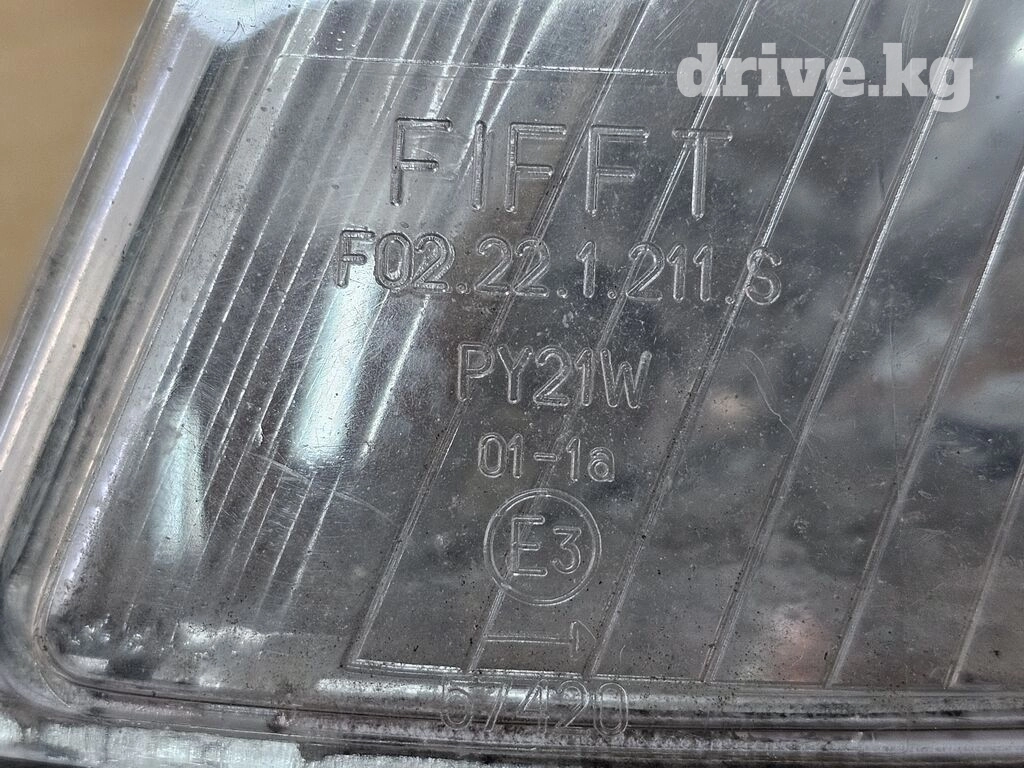 drive.kg
FIFFT
F02.22.1.211.S
PY21W
01-1a
E3
57420